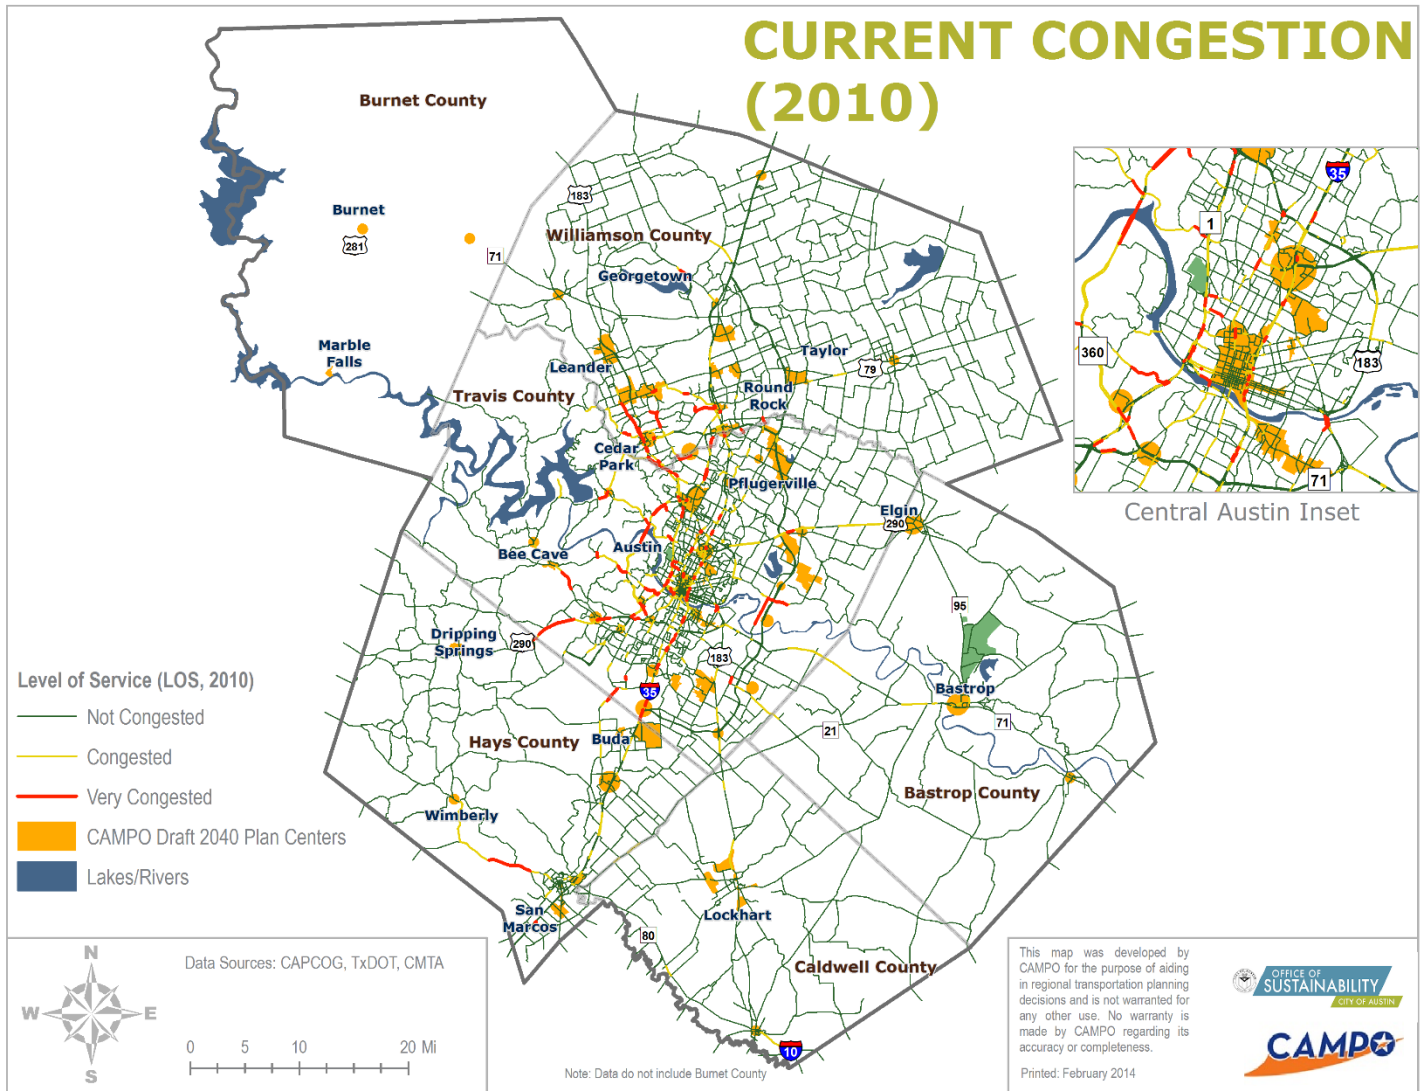 CURRENT CONGESTION
(2010)
Burnet County
183
35
Burnet
281
71
Williamson County
Georgetown
1
Marble
Falls
Leander
Taylor
79
360
183
Travis County
Round
Rock
Cedar
Park
Pflugerville
71
Central Austin Inset
Elgin
290
Austin
Bee Cave
95
Dripping
Springs
290
183
Level of Service (LOS, 2010)
Not Congested
Congested
Very Congested
CAMPO Draft 2040 Plan Centers
Lakes/Rivers
35
Bastrop
71
21
Hays County
Buda
Bastrop County
Wimberly
San
Marcos
Lockhart
80
Caldwell County
10
N
W
E
S
Data Sources: CAPCOG, TxDOT, CMTA
0 5 10 20 Mi
Note: Data do not include Burnet County
This map was developed by
CAMPO for the purpose of aiding
in regional transportation planning
decisions and is not warranted for
any other use. No warranty is
made by CAMPO regarding its
accuracy or completeness.
Printed: February 2014
OFFICE OF
SUSTAINABILITY
CITY OF AUSTIN
CAMPO